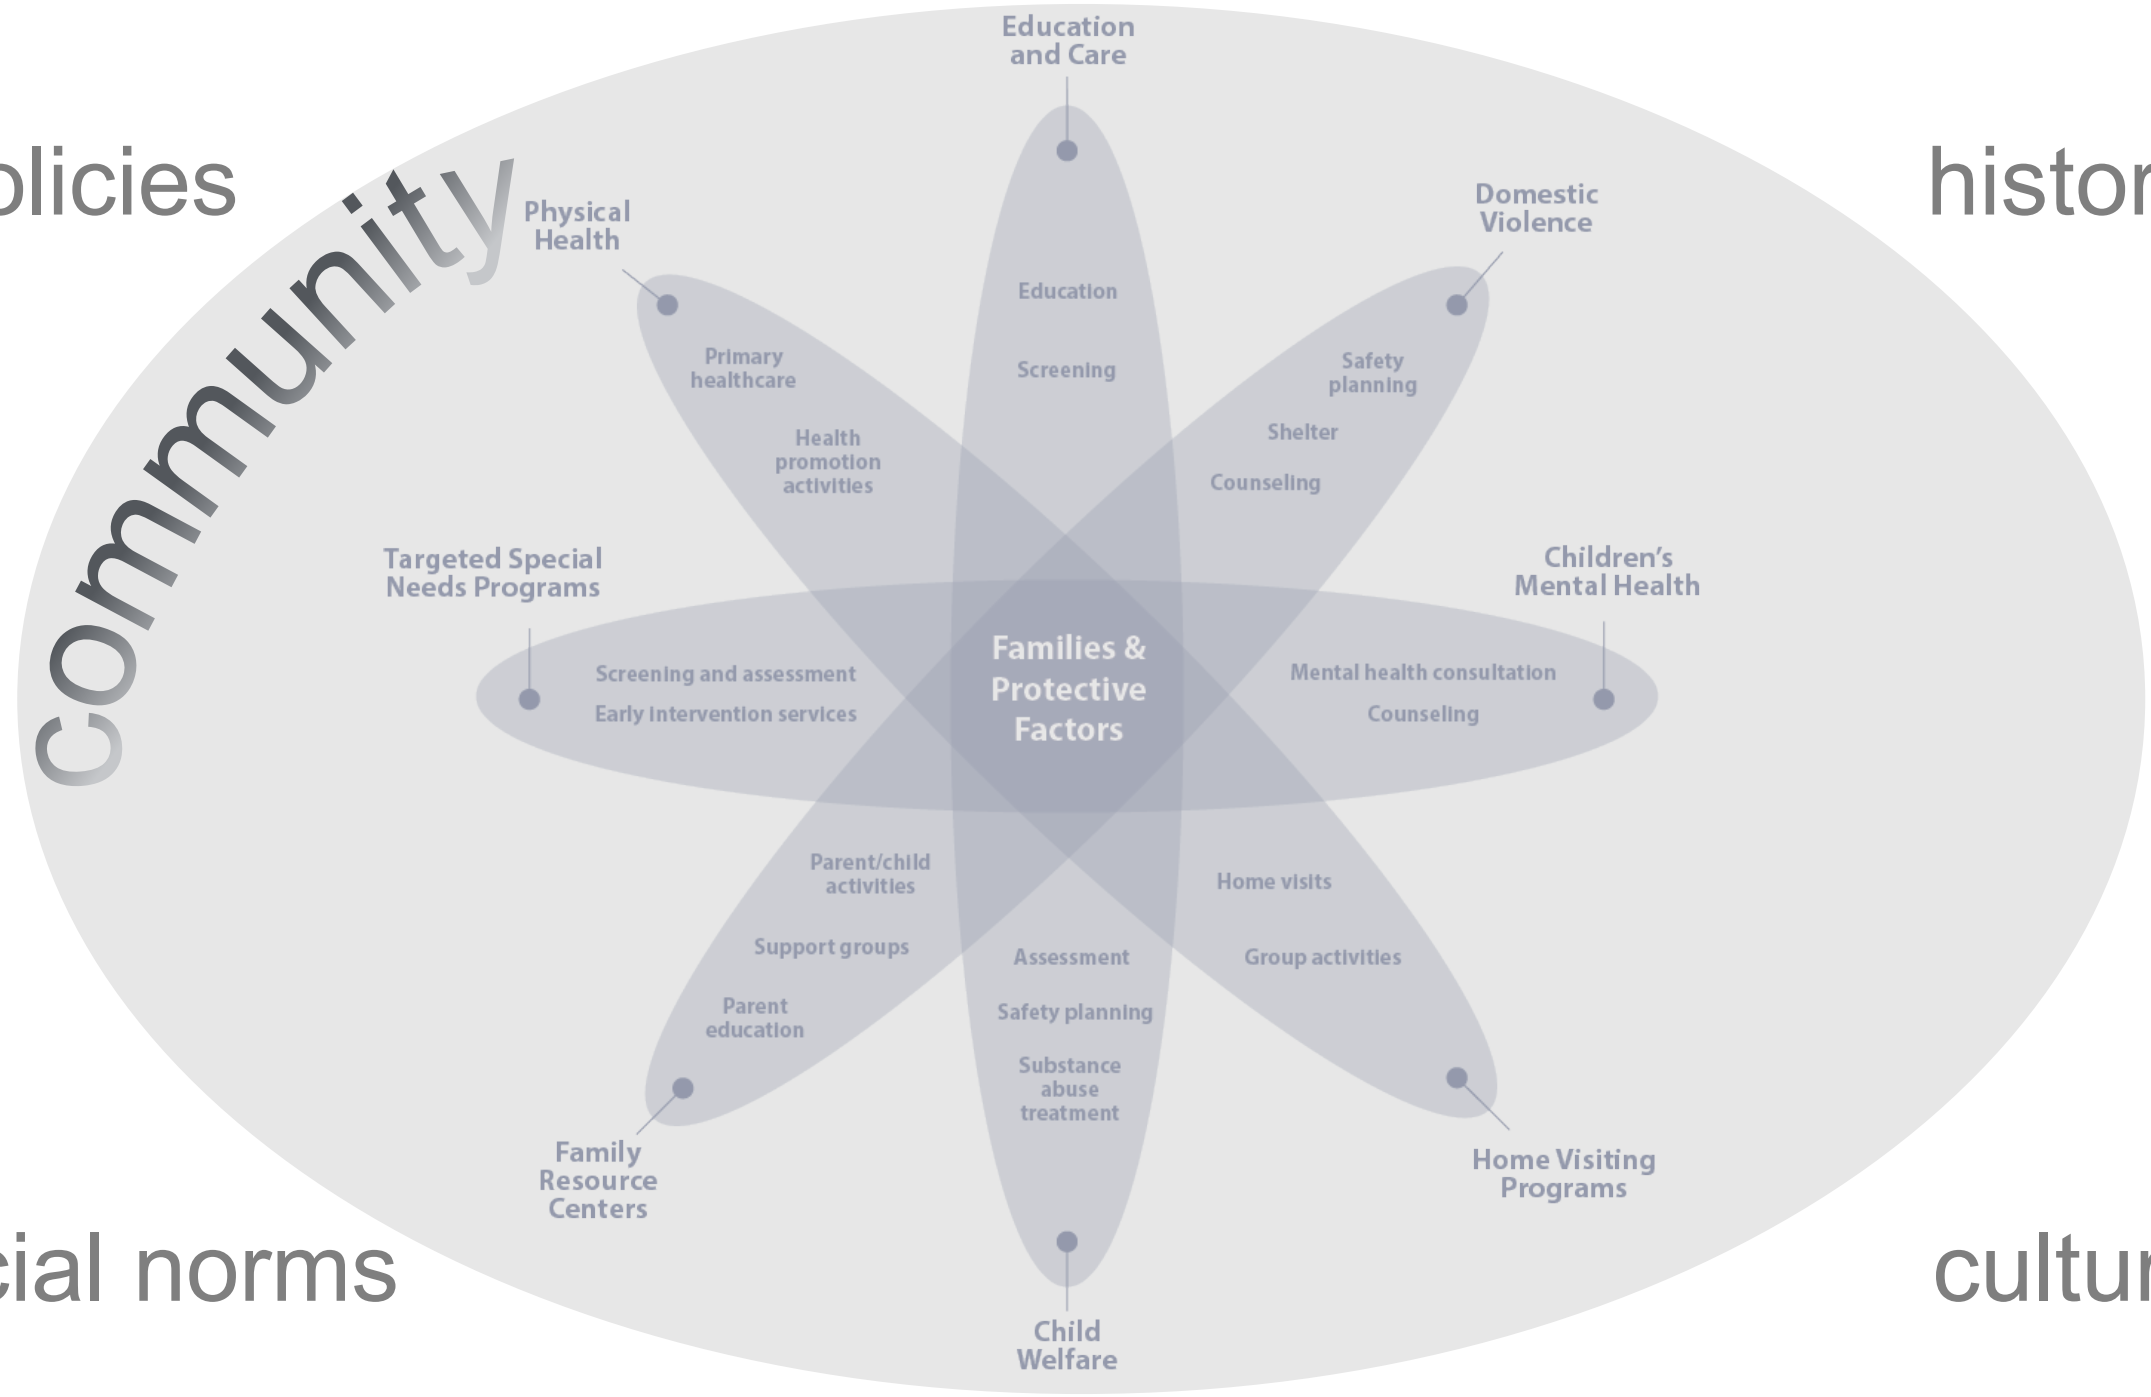 Education
and Care
olicies
histor
community
Physical
Health
Domestic
Violence
Education
Screening
Primary
healthcare
Health
promotion
activities
Safety
planning
Shelter
Counseling
Targeted Special
Needs Programs
Children's
Mental Health
Screening and assessment
Early intervention services
Families &
Protective
Factors
Mental health consultation
Counseling
Parent/child
activities
Support groups
Parent
education
Assessment
Safety planning
Substance
abuse
treatment
Home visits
Group activities
Family
Resource
Centers
Home Visiting
Programs
cial norms
cultur
Child
Welfare